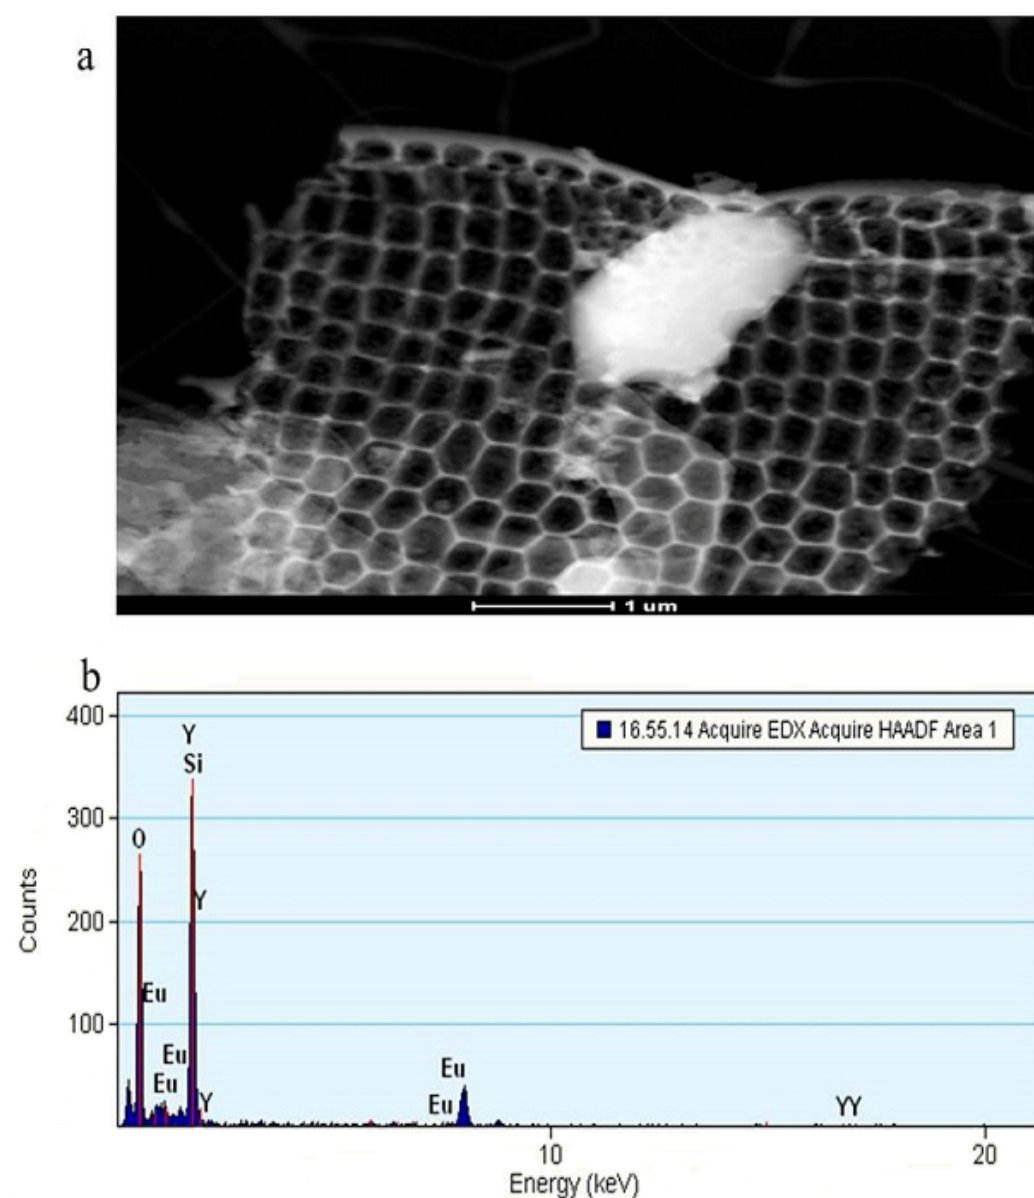 a
1 um
b
400
300
200
100
Counts
16.55.14 Acquire EDX Acquire HAADF Area 1
Y
Si
O
Y
Eu
Eu
Eu
Y
Eu
Eu
YY
10
20
Energy (keV)